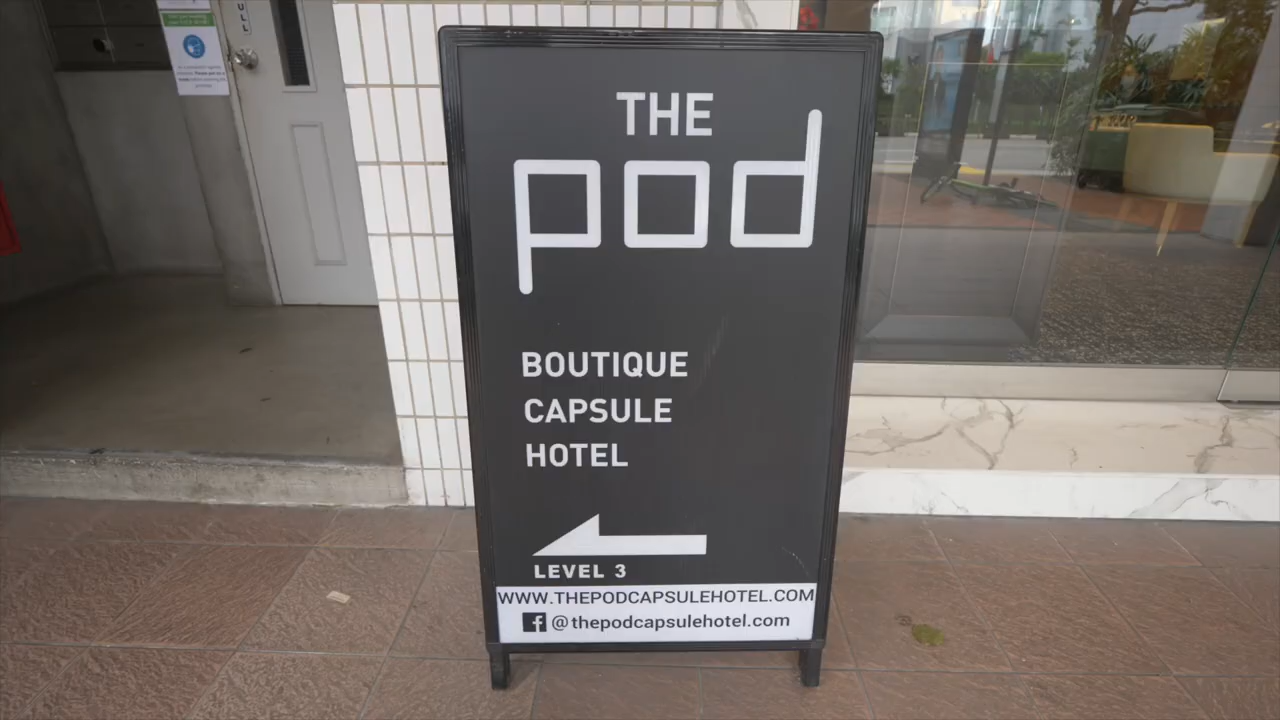 THE
pod
BOUTIQUE
CAPSULE
HOTEL
LEVEL 3
WWW.THEPODCAPSULEHOTEL.COM
@thepodcapsulehotel.com